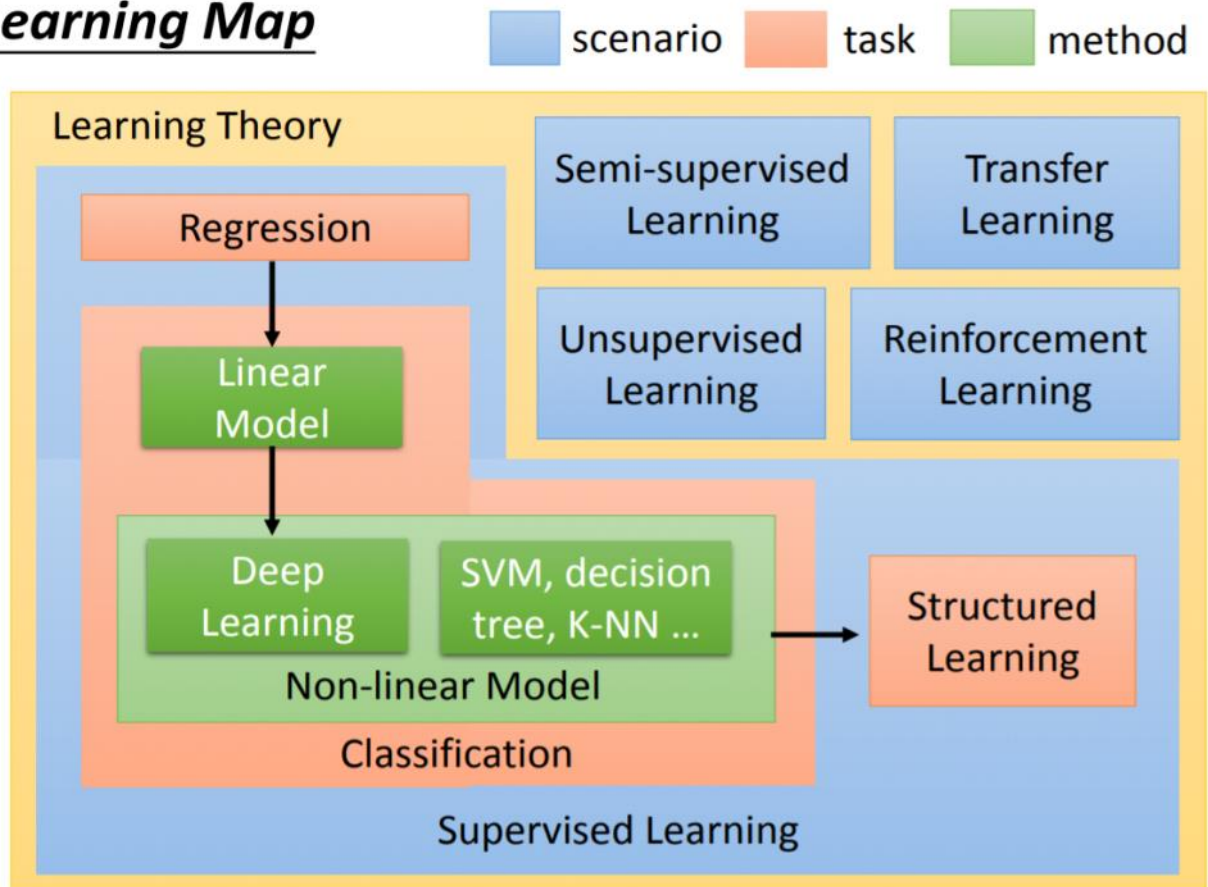 earning Map
scenario
task
method
Learning Theory
Semi-supervised
Learning
Transfer
Learning
Regression
Unsupervised
Learning
Reinforcement
Learning
Linear
Model
Deep
Learning
SVM, decision
tree, K-NN ...
Non-linear Model
Classification
Structured
Learning
Supervised Learning